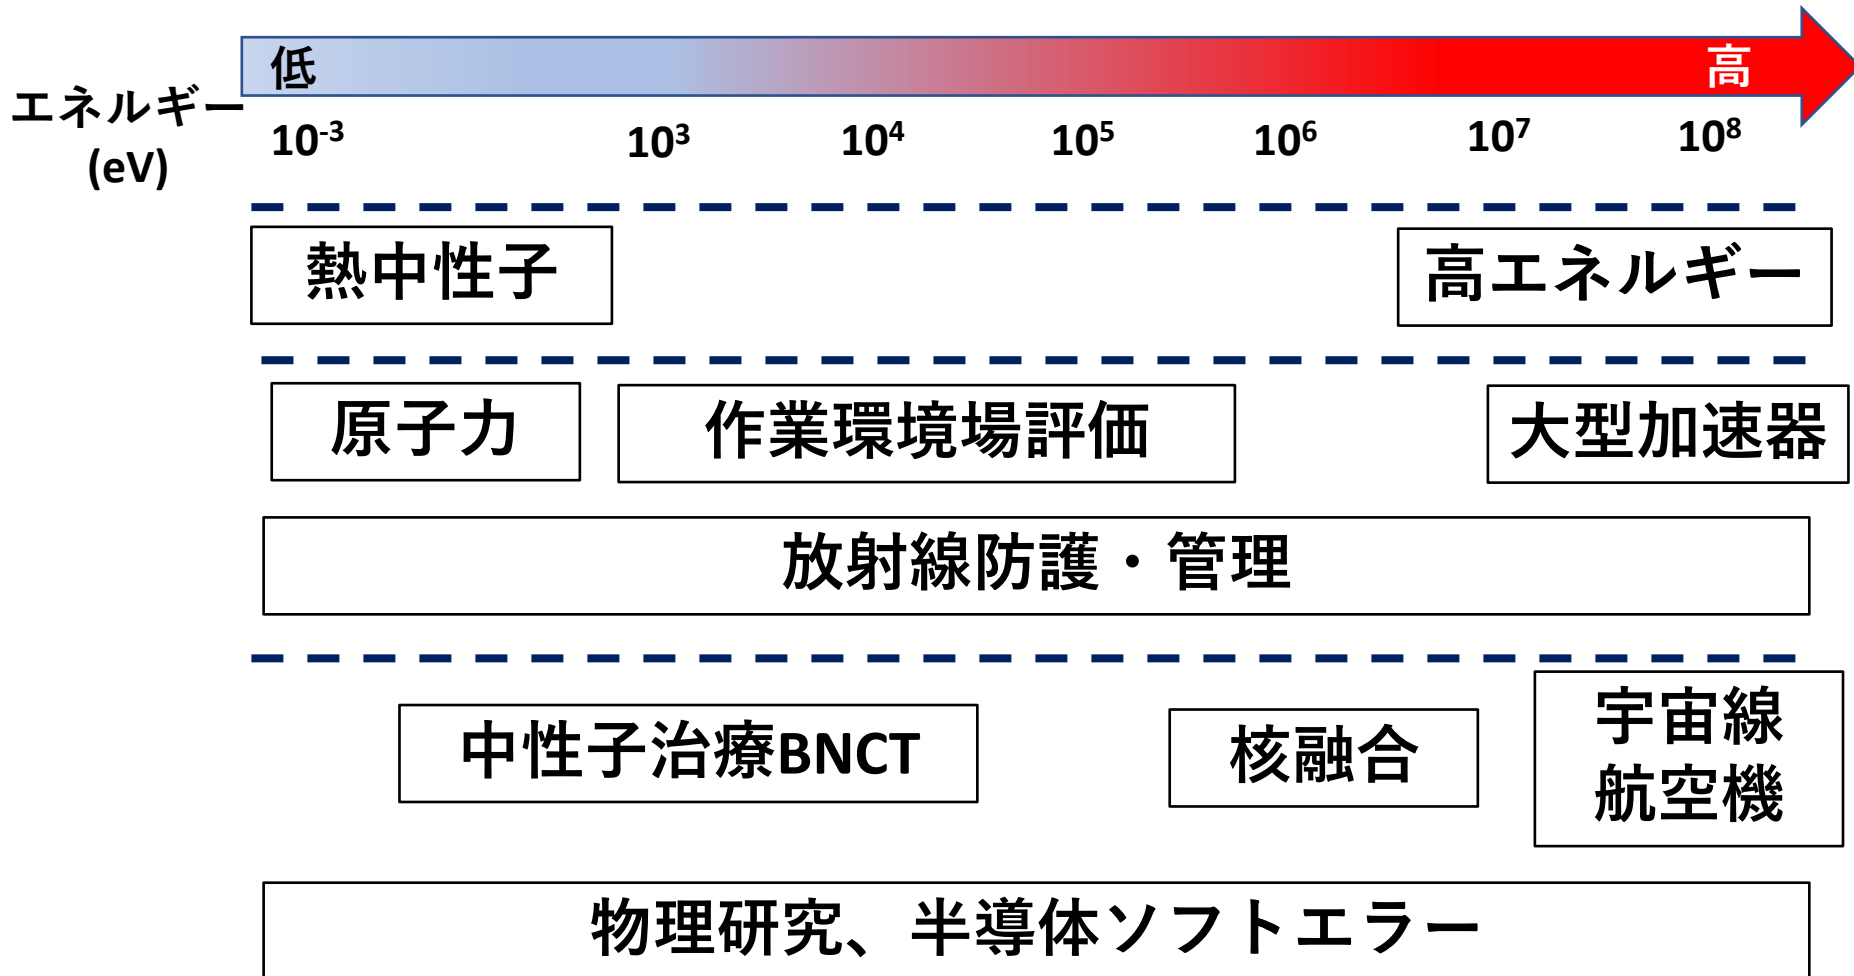 低 高
エネルギー
(eV)
10⁻³ 10³ 10⁴ 10⁵ 10⁶ 10⁷ 10⁸
熱中性子 高エネルギー
原子力 作業環境場評価 大型加速器
放射線防護・管理
中性子治療BNCT 核融合 宇宙線
航空機
物理研究、半導体ソフトエラー